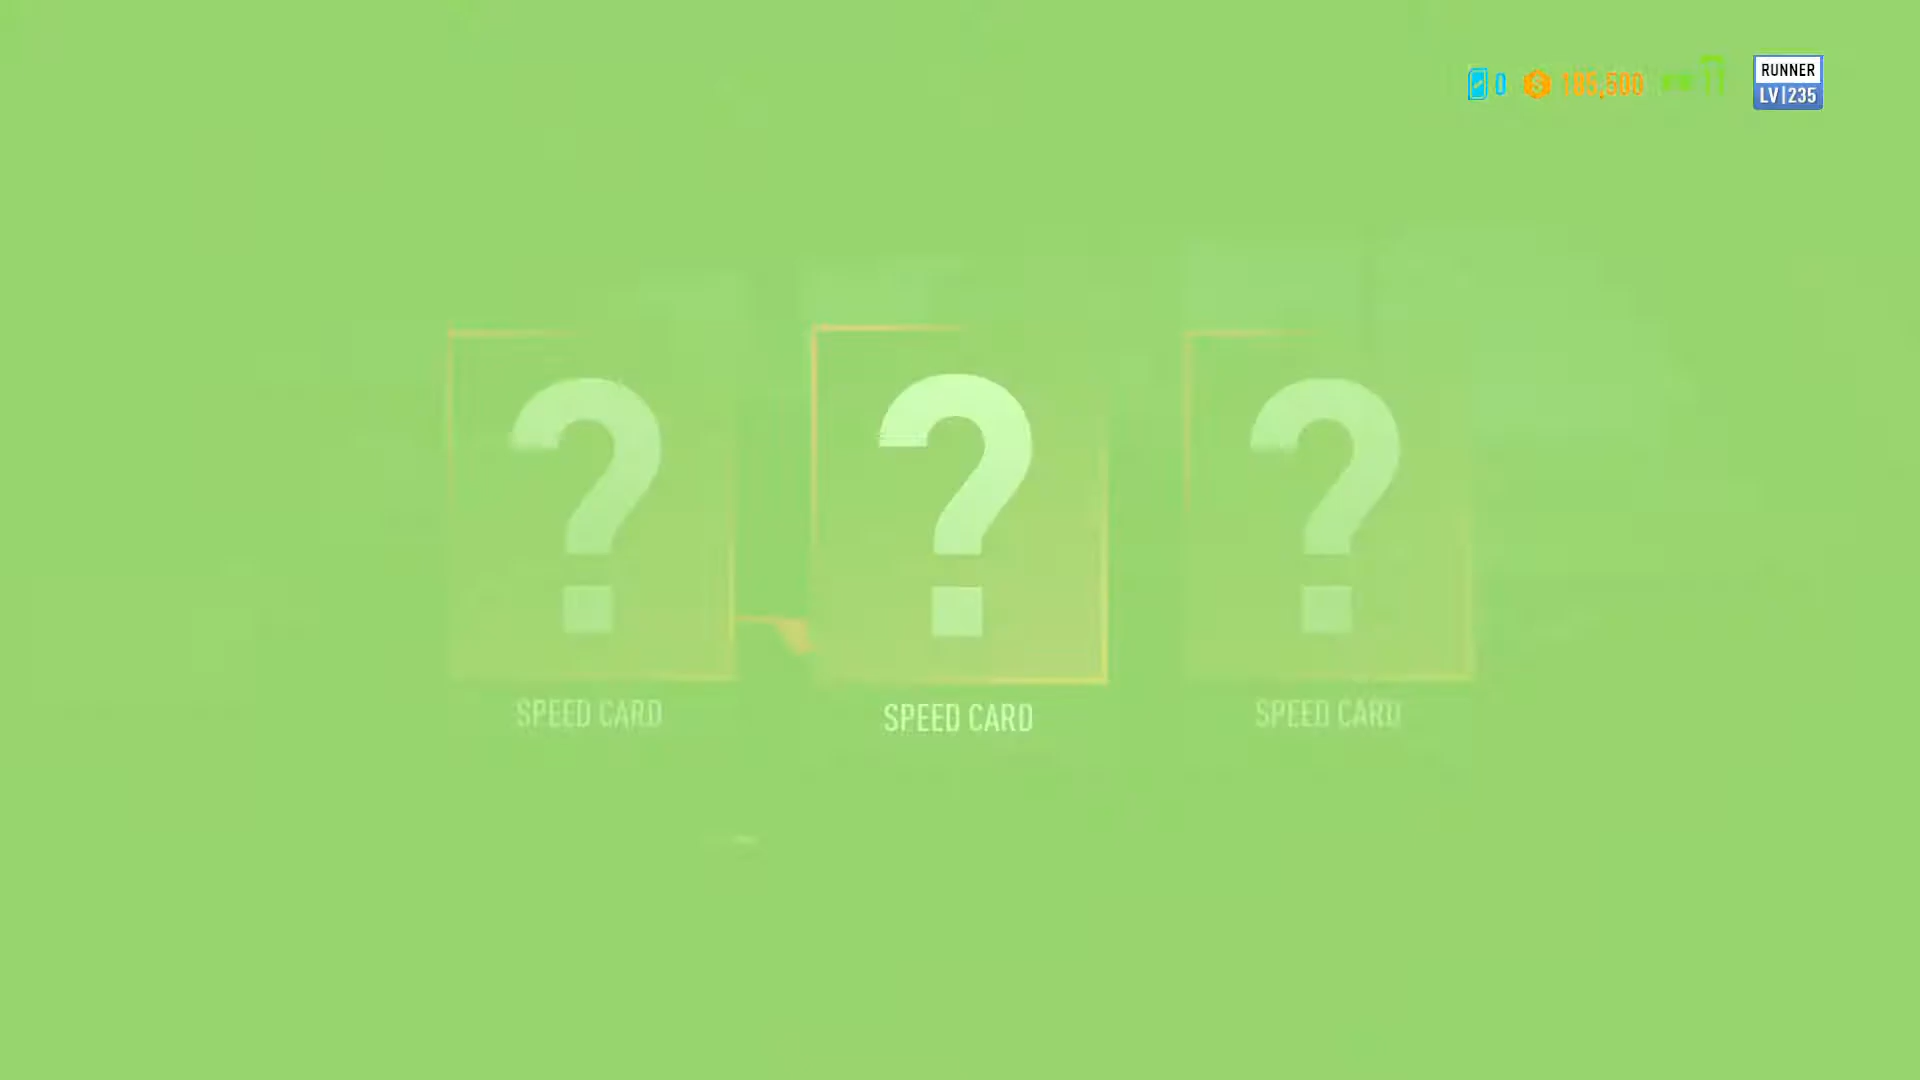 0 185,500
RUNNER
LV|235
? ? ?
SPEED CARD SPEED CARD SPEED CARD